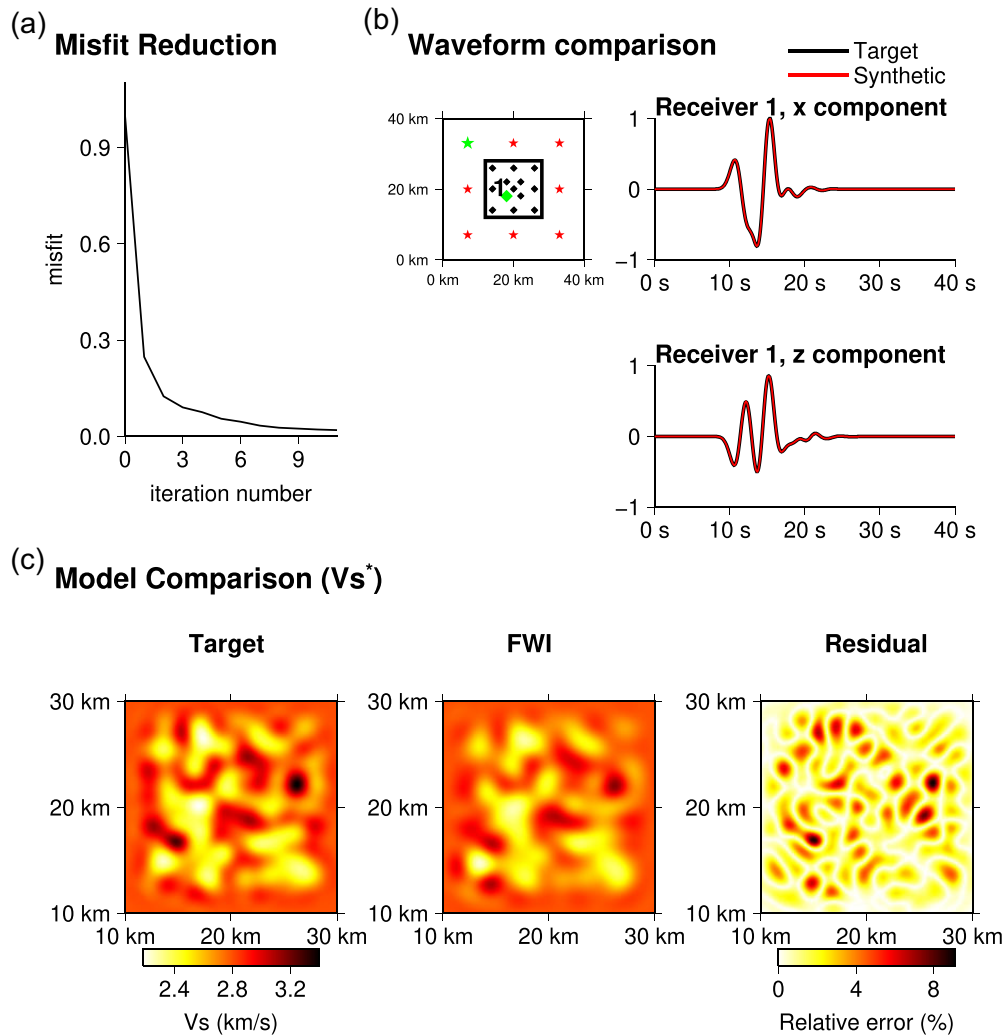 (a)
Misfit Reduction
0.9
0.6
0.3
0.0
misfit
0 3 6 9
iteration number
(b)
Waveform comparison
Target
Synthetic
40 km
20 km
0 km
0 km 20 km 40 km
1
Receiver 1, x component
1
0
−1
0 s 10 s 20 s 30 s 40 s
Receiver 1, z component
1
0
−1
0 s 10 s 20 s 30 s 40 s
(c)
Model Comparison (Vs*)
Target
30 km
20 km
10 km
10 km 20 km 30 km
2.4 2.8 3.2
Vs (km/s)
FWI
30 km
20 km
10 km
10 km 20 km 30 km
Residual
30 km
20 km
10 km
10 km 20 km 30 km
0 4 8
Relative error (%)